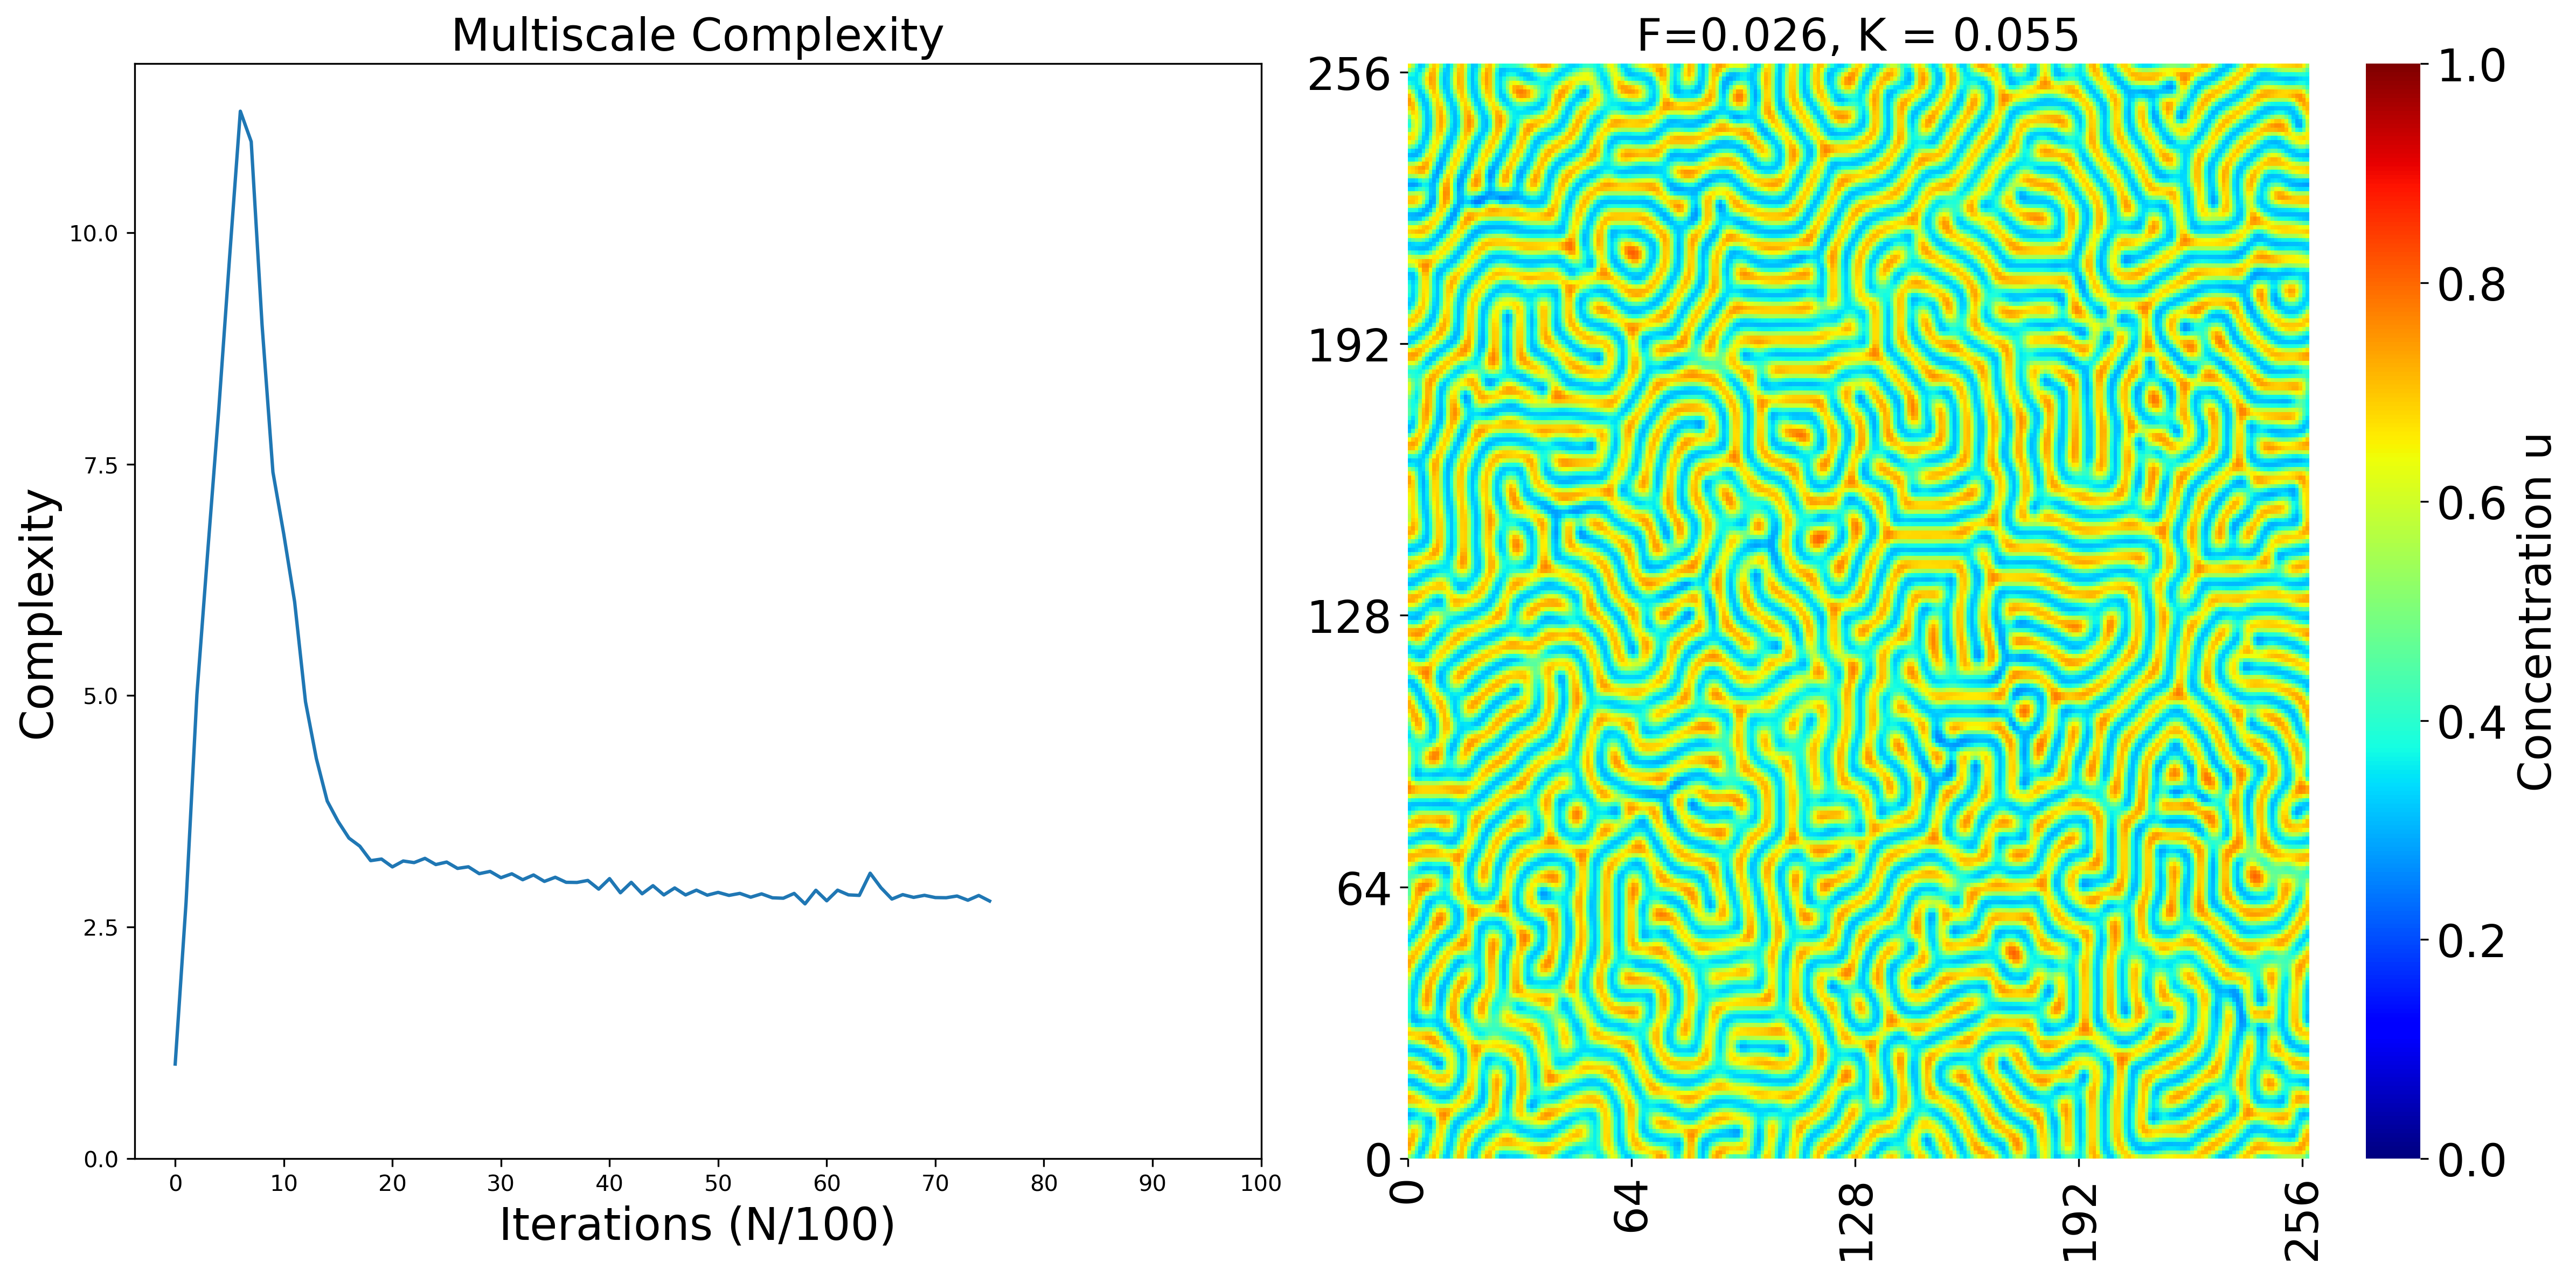 Multiscale Complexity
Complexity
10.0
7.5
5.0
2.5
0.0
0 10 20 30 40 50 60 70 80 90 100
Iterations (N/100)
F=0.026, K = 0.055
256
192
128
64
0
0 64 128 192 256
1.0
0.8
0.6
0.4
0.2
0.0
Concentration u